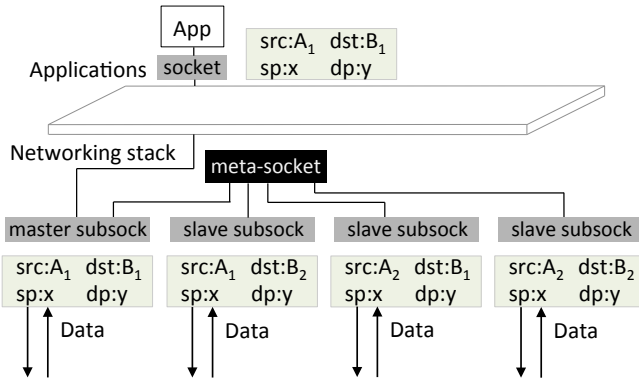 App
src:A₁ dst:B₁
Applications socket sp:x dp:y
Networking stack
meta-socket
master subsock slave subsock slave subsock slave subsock
src:A₁ dst:B₁ src:A₁ dst:B₂ src:A₂ dst:B₁ src:A₂ dst:B₂
sp:x dp:y sp:x dp:y sp:x dp:y sp:x dp:y
Data Data Data Data